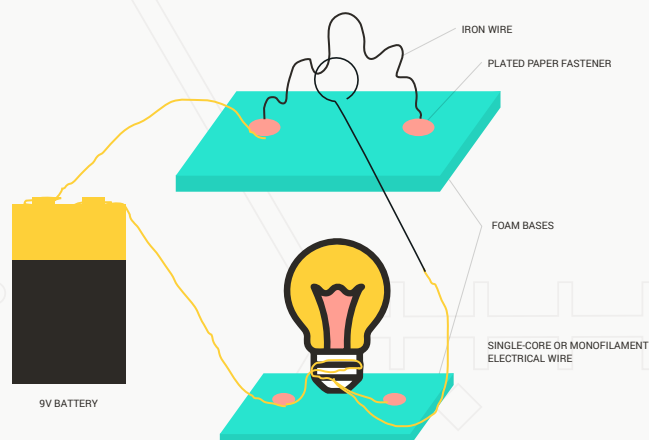 IRON WIRE
PLATED PAPER FASTENER
FOAM BASES
SINGLE-CORE OR MONOFILAMENT
ELECTRICAL WIRE
9V BATTERY